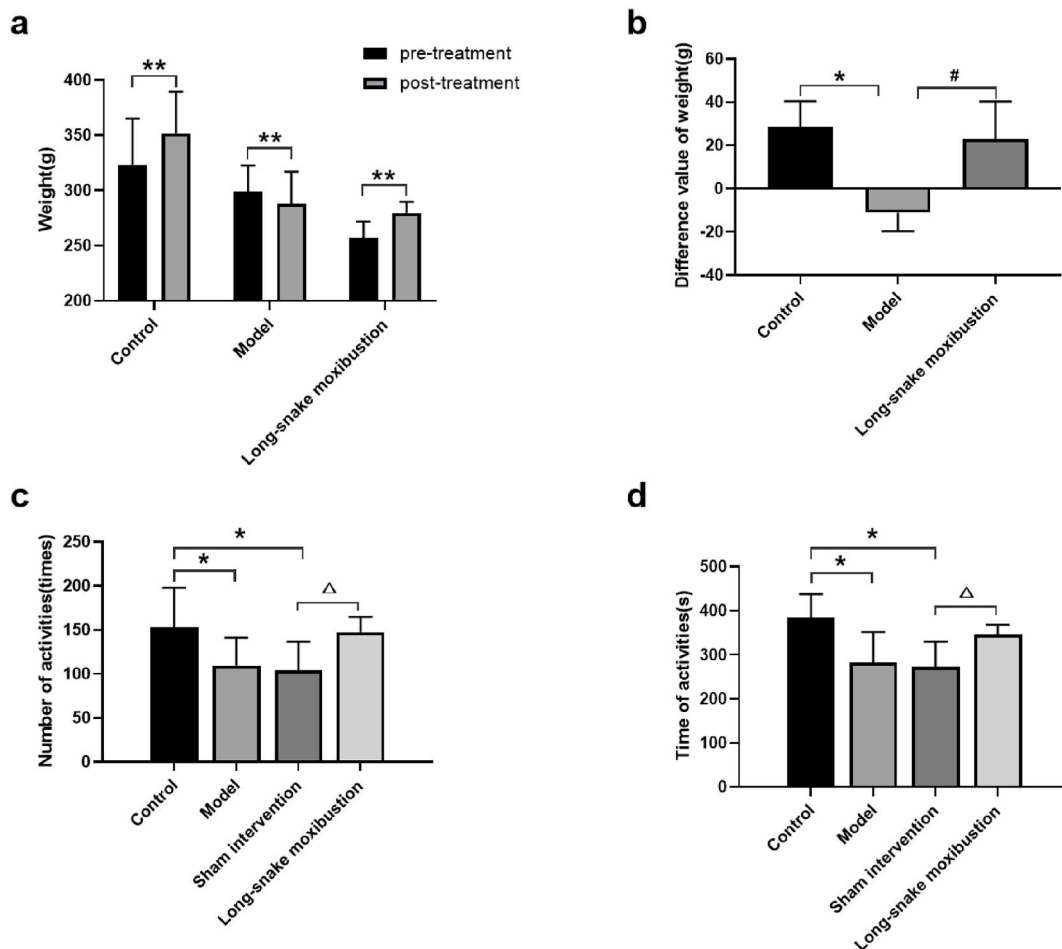 a
pre-treatment
post-treatment
Weight(g)
400
350
300
250
200
**
**
**
Control
Model
Long-snake moxibustion
b
Difference value of weight(g)
60
40
20
0
-20
-40
*
#
Control
Model
Long-snake moxibustion
c
Number of activities(times)
250
200
150
100
50
0
*
*
△
Control
Model
Sham intervention
Long-snake moxibustion
d
Time of activities(s)
500
400
300
200
100
0
*
*
△
Control
Model
Sham intervention
Long-snake moxibustion